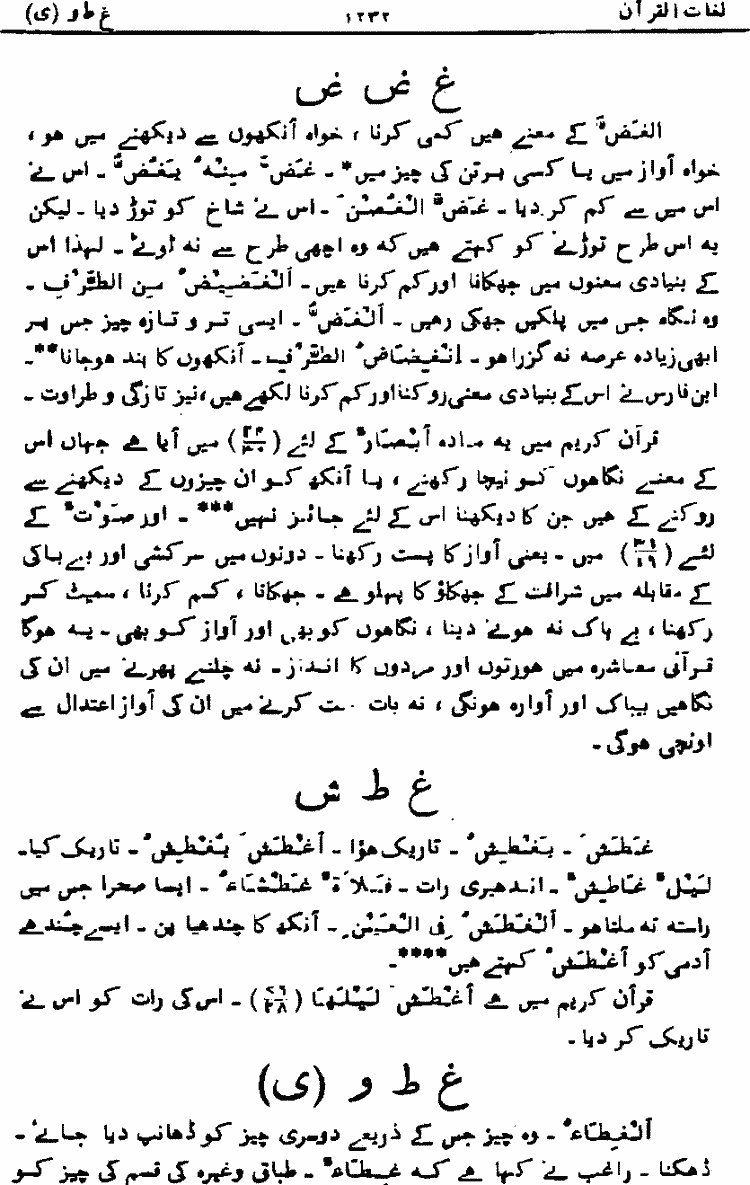 لغات القرآن ۱۲۳۲ غ ط و (ی)
غ ض ض
الغَضُّ کے معنے ہیں کمی کرنا ، خواہ آنکھوں سے دیکھنے میں ہو ،
خواہ آواز میں یا کسی برتن کی چیز میں* ۔ غَضَّ مِنْهُ یَغُضُّ ۔ اس نے
اس میں سے کم کر دیا ۔ غَضَّ الْغُصْنَ ۔ اس نے شاخ کو توڑ دیا ۔ لیکن
یہ اس طرح توڑنے کو کہتے ہیں کہ وہ اچھی طرح سے نہ ٹوٹے ۔ لہذا اس
کے بنیادی معنوں میں جھکانا اور کم کرنا ہیں ۔ اَلْغَضِیْضُ مِنَ الطَّرْفِ ۔
وہ نگاہ جس میں پلکیں جھکی رہیں ۔ اَلْغَضُّ ۔ ایسی تر و تازہ چیز جس پر
ابھی زیادہ عرصہ نہ گزرا ہو ۔ اِنْغِضَاضُ الطَّرْفِ ۔ آنکھوں کا بند ہوجانا** ۔
ابن فارس نے اس کے بنیادی معنی روکنا اور کم کرنا لکھے ہیں ، نیز تازگی و طراوت ۔
قرآن کریم میں یہ مادہ اَبْصَارٌ کے لئے (۲۴/۳۰) میں آیا ہے جہاں اس
کے معنے نگاہوں کو نیچا رکھنے ، یا آنکھ کو ان چیزوں کے دیکھنے سے
روکنے کے ہیں جن کا دیکھنا اس کے لئے جائز نہیں*** ۔ اور صَوْتٌ کے
لئے (۳۱/۱۹) میں ۔ یعنی آواز کا پست رکھنا ۔ دونوں میں سرکشی اور بے باکی
کے مقابلہ میں شرافت کے جھکاؤ کا پہلو ہے ۔ جھکانا ، کم کرنا ، سمیٹ کر
رکھنا ، بے باک نہ ہونے دینا ، نگاہوں کو بھی اور آواز کو بھی ۔ یہ ہوگا
قرآنی معاشرہ میں عورتوں اور مردوں کا انداز ۔ نہ چلنے پھرنے میں ان کی
نگاہیں بیباک اور آوارہ ہونگی ، نہ بات کرنے میں ان کی آواز اعتدال سے
اونچی ہوگی ۔
غ ط ش
غَطَشَ ۔ یَغْطِشُ ۔ تاریک ہؤا ۔ اَغْطَشَ یُغْطِشُ ۔ تاریک کیا ۔
لَیْلٌ غَاطِشٌ ۔ اندھیری رات ۔ فَلَاةٌ غَطْشَاءُ ۔ ایسا صحرا جس میں
راستہ نہ ملتا ہو ۔ اَلْغَطَشُ فِی الْعَیْنِ ۔ آنکھ کا چندھیا پن ۔ ایسے چندھے
آدمی کو اَغْطَشُ کہتے ہیں**** ۔
قرآن کریم میں ہے اَغْطَشَ لَیْلَهَا (۷۹/۲۸) ۔ اس کی رات کو اس نے
تاریک کر دیا ۔
غ ط و (ی)
اَلْغِطَاءُ ۔ وہ چیز جس کے ذریعے دوسری چیز کو ڈھانپ دیا جائے ۔
ڈھکنا ۔ راغب نے کہا ہے کہ غِطَاءٌ ۔ طباق وغیرہ کی قسم کی چیز کو